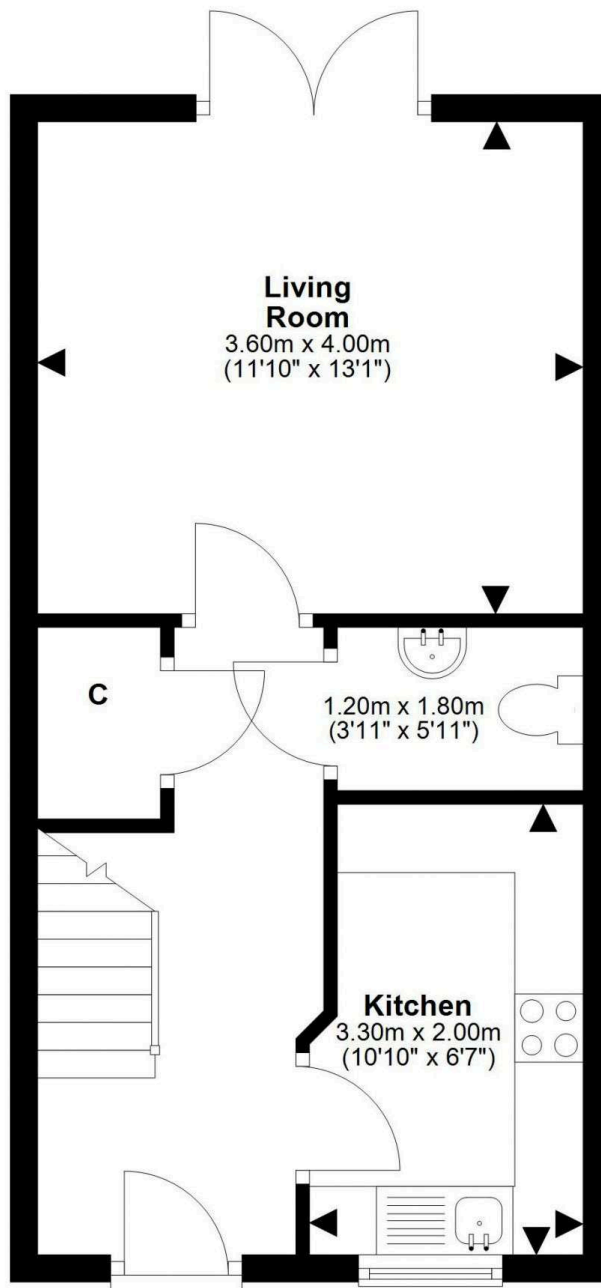 Living
Room
3.60m x 4.00m
(11'10" x 13'1")
C
1.20m x 1.80m
(3'11" x 5'11")
Kitchen
3.30m x 2.00m
(10'10" x 6'7")